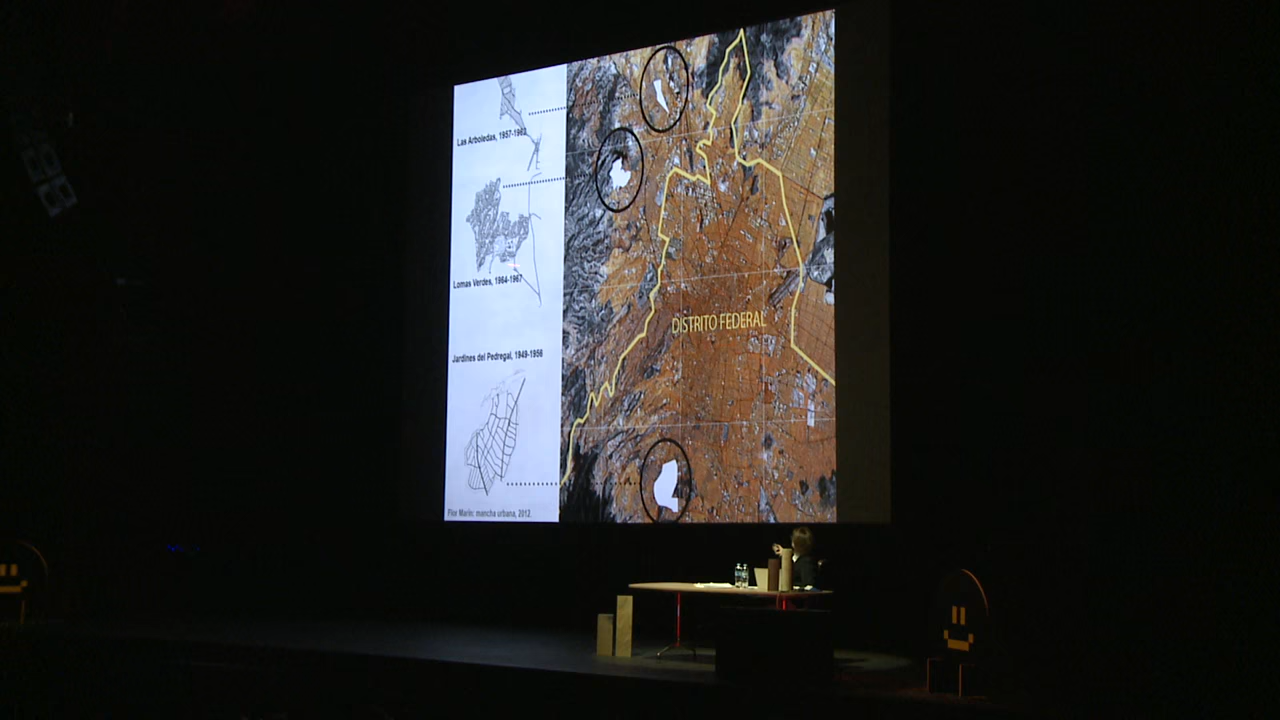 Las Arboledas, 1957-1962
Lomas Verdes, 1964-1967
Jardines del Pedregal, 1949-1956
DISTRITO FEDERAL
Flor Marín: mancha urbana, 2012.